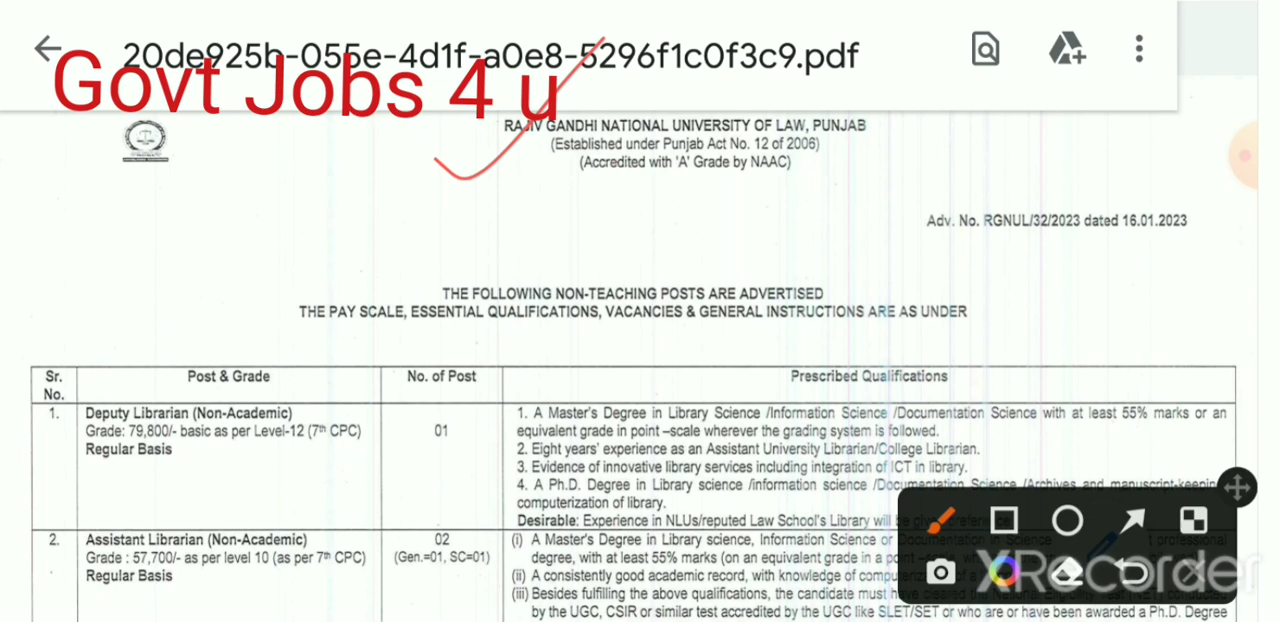 20de925b-055e-4d1f-a0e8-5296f1c0f3c9.pdf
Govt Jobs 4 u
RAJIV GANDHI NATIONAL UNIVERSITY OF LAW, PUNJAB
(Established under Punjab Act No. 12 of 2006)
(Accredited with 'A' Grade by NAAC)
Adv. No. RGNUL/32/2023 dated 16.01.2023
THE FOLLOWING NON-TEACHING POSTS ARE ADVERTISED
THE PAY SCALE, ESSENTIAL QUALIFICATIONS, VACANCIES & GENERAL INSTRUCTIONS ARE AS UNDER
Sr. No. Post & Grade No. of Post Prescribed Qualifications
1. Deputy Librarian (Non-Academic)
Grade: 79,800/- basic as per Level-12 (7th CPC)
Regular Basis
01
1. A Master's Degree in Library Science /Information Science /Documentation Science with at least 55% marks or an
equivalent grade in point –scale wherever the grading system is followed.
2. Eight years' experience as an Assistant University Librarian/College Librarian.
3. Evidence of innovative library services including integration of ICT in library.
4. A Ph.D. Degree in Library science /information science /Documentation Science /Archives and manuscript-keeping
computerization of library.
Desirable: Experience in NLUs/reputed Law School's Library will be given preference
2. Assistant Librarian (Non-Academic)
Grade : 57,700/- as per level 10 (as per 7th CPC)
Regular Basis
02
(Gen.=01, SC=01)
(i) A Master's Degree in Library science, Information Science or Documentation in Science professional
degree, with at least 55% marks (on an equivalent grade in a point
(ii) A consistently good academic record, with knowledge of
(iii) Besides fulfilling the above qualifications, the candidate must have cleared the National Eligibility Test (NET) conducted
by the UGC, CSIR or similar test accredited by the UGC like SLET/SET or who are or have been awarded a Ph.D. Degree
XRecorder